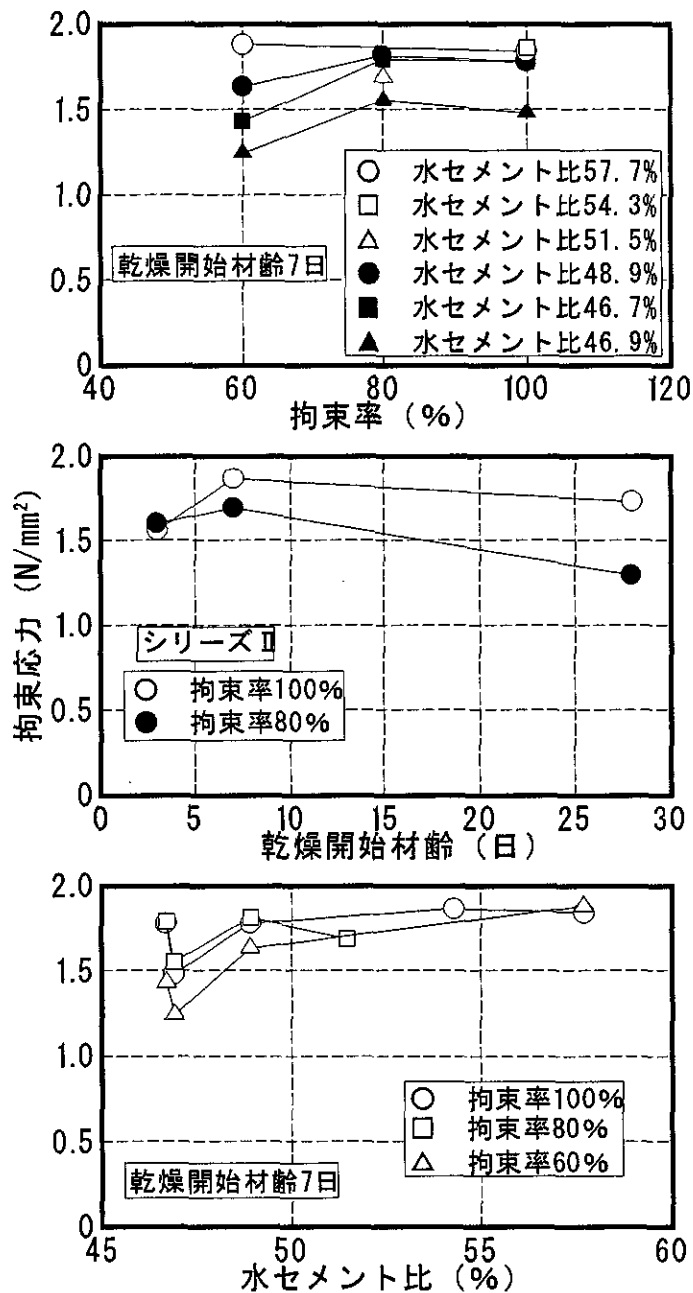 2.0
1.5
1.0
0.5
0
40
60
80
100
120
乾燥開始材齢7日
水セメント比57.7%
水セメント比54.3%
水セメント比51.5%
水セメント比48.9%
水セメント比46.7%
水セメント比46.9%
拘束率(%)
拘束応力(N/mm²)
2.0
1.5
1.0
0.5
0
シリーズⅡ
拘束率100%
拘束率80%
0
5
10
15
20
25
30
乾燥開始材齢(日)
2.0
1.5
1.0
0.5
0
拘束率100%
拘束率80%
拘束率60%
乾燥開始材齢7日
45
50
55
60
水セメント比(%)